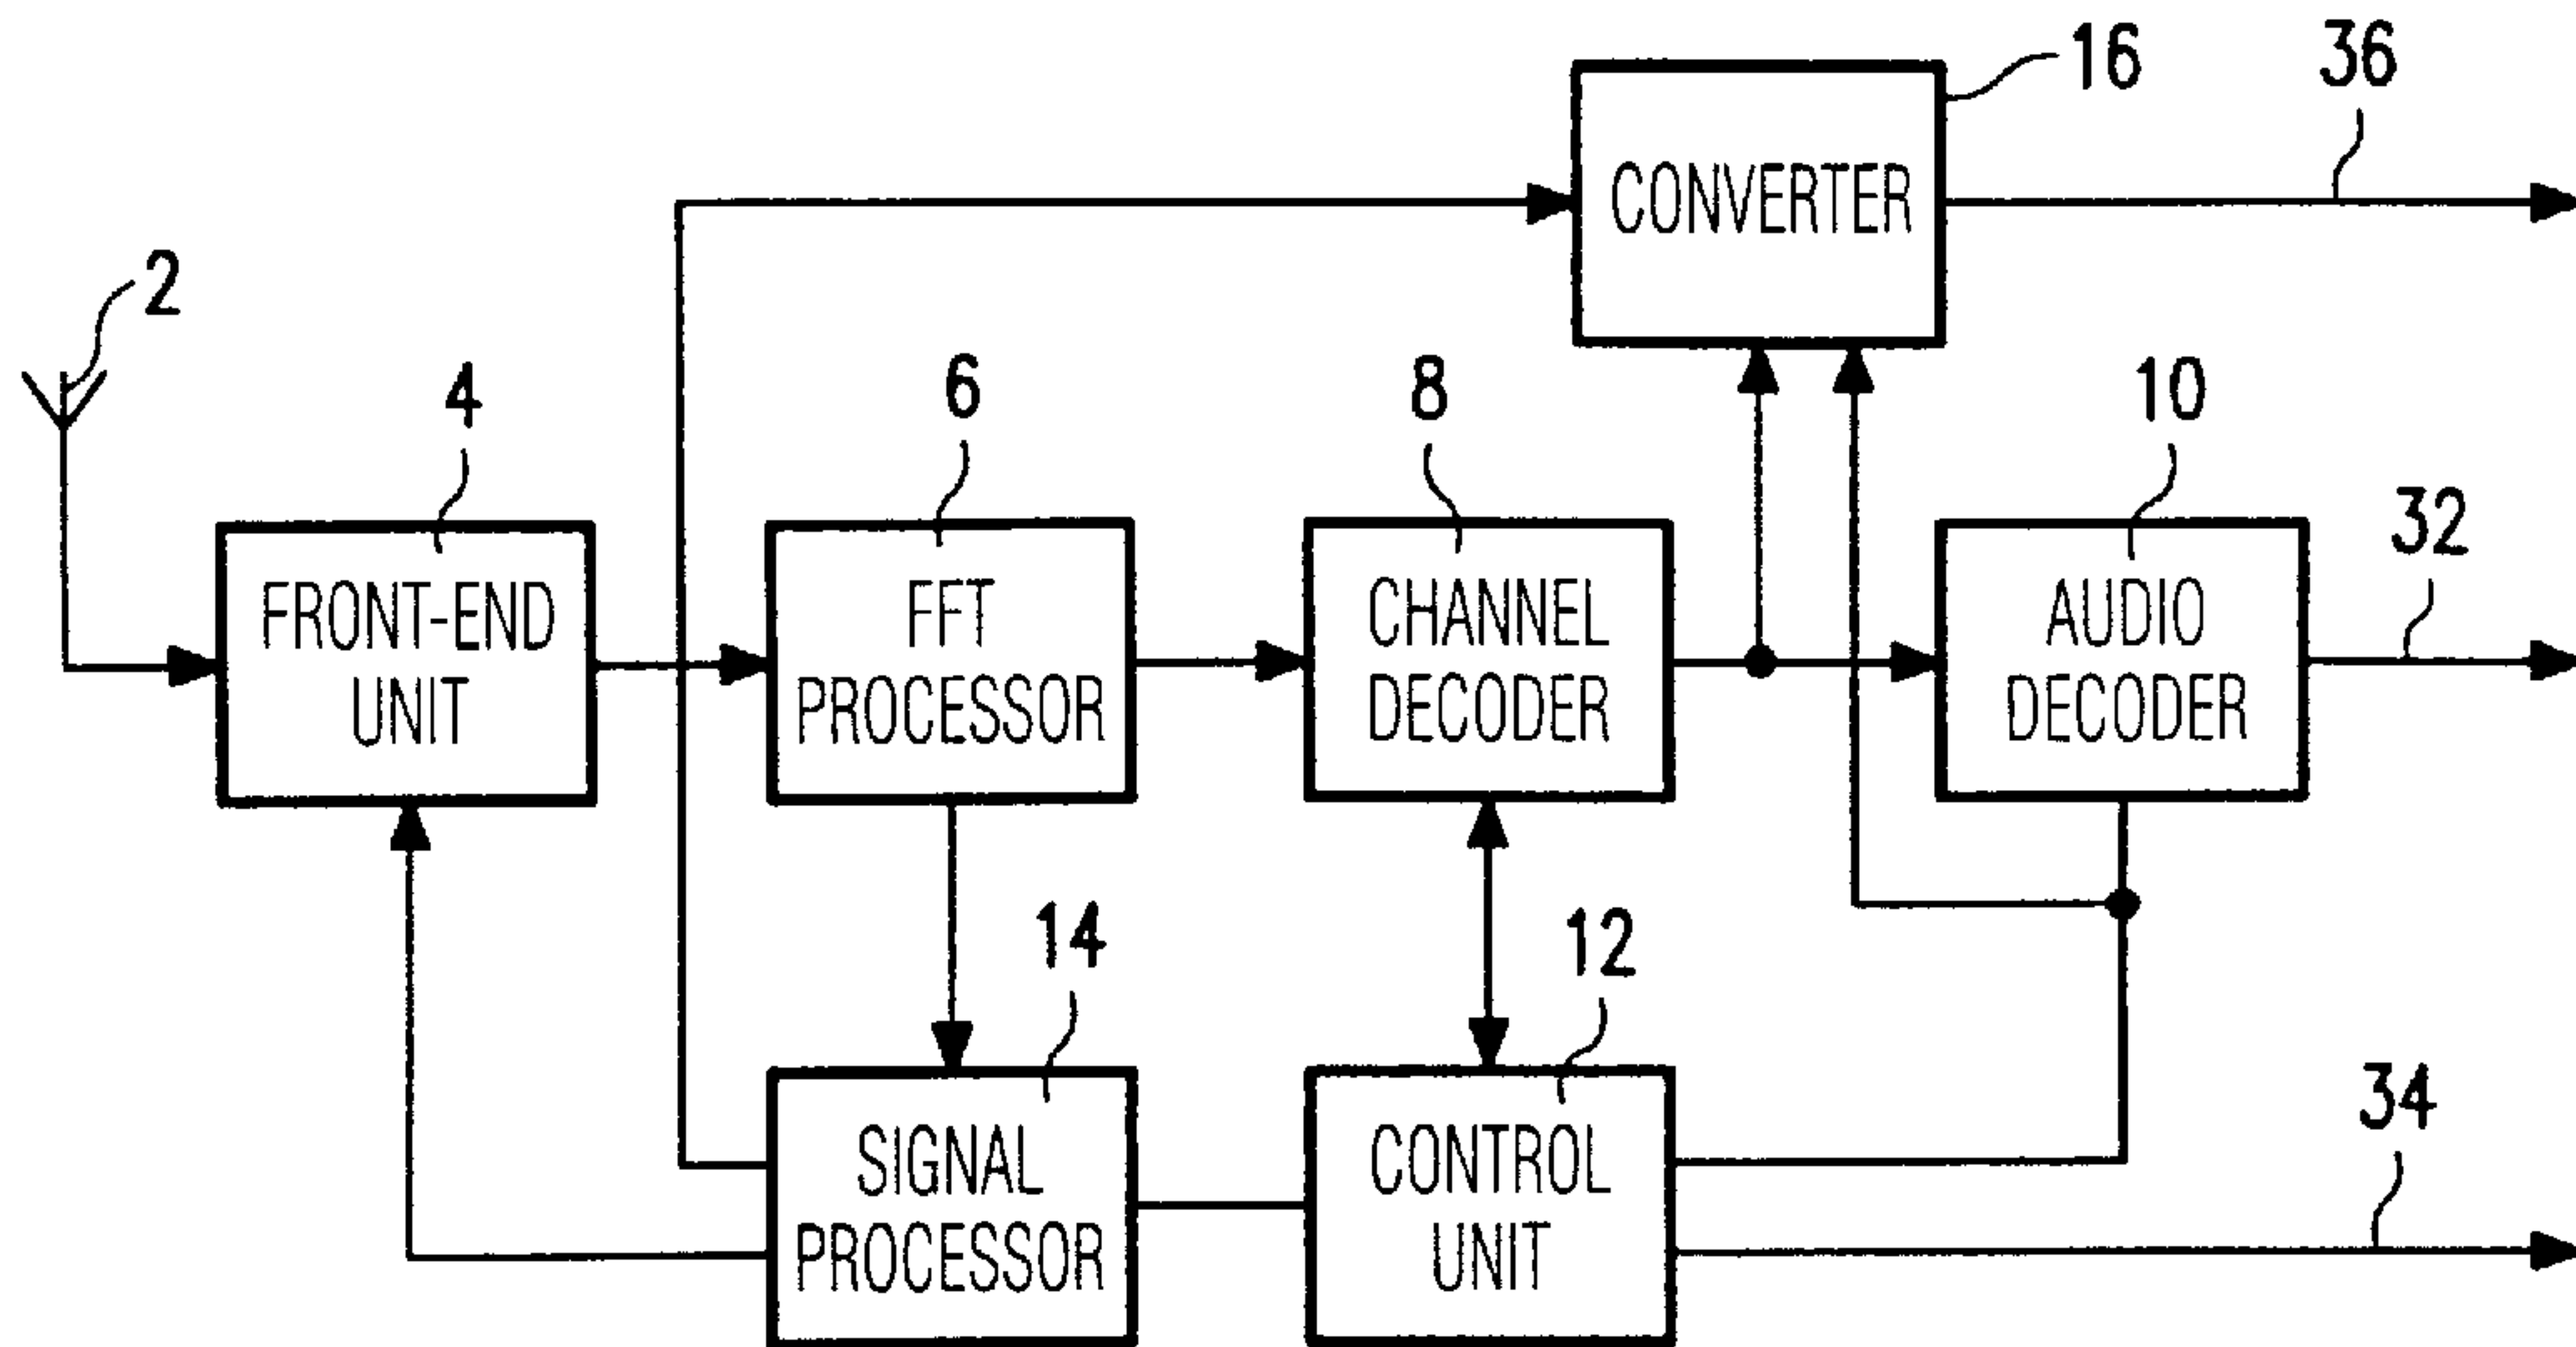 16
36
CONVERTER
2
4
6
8
10
32
FRONT-END
UNIT
FFT
PROCESSOR
CHANNEL
DECODER
AUDIO
DECODER
14
12
34
SIGNAL
PROCESSOR
CONTROL
UNIT